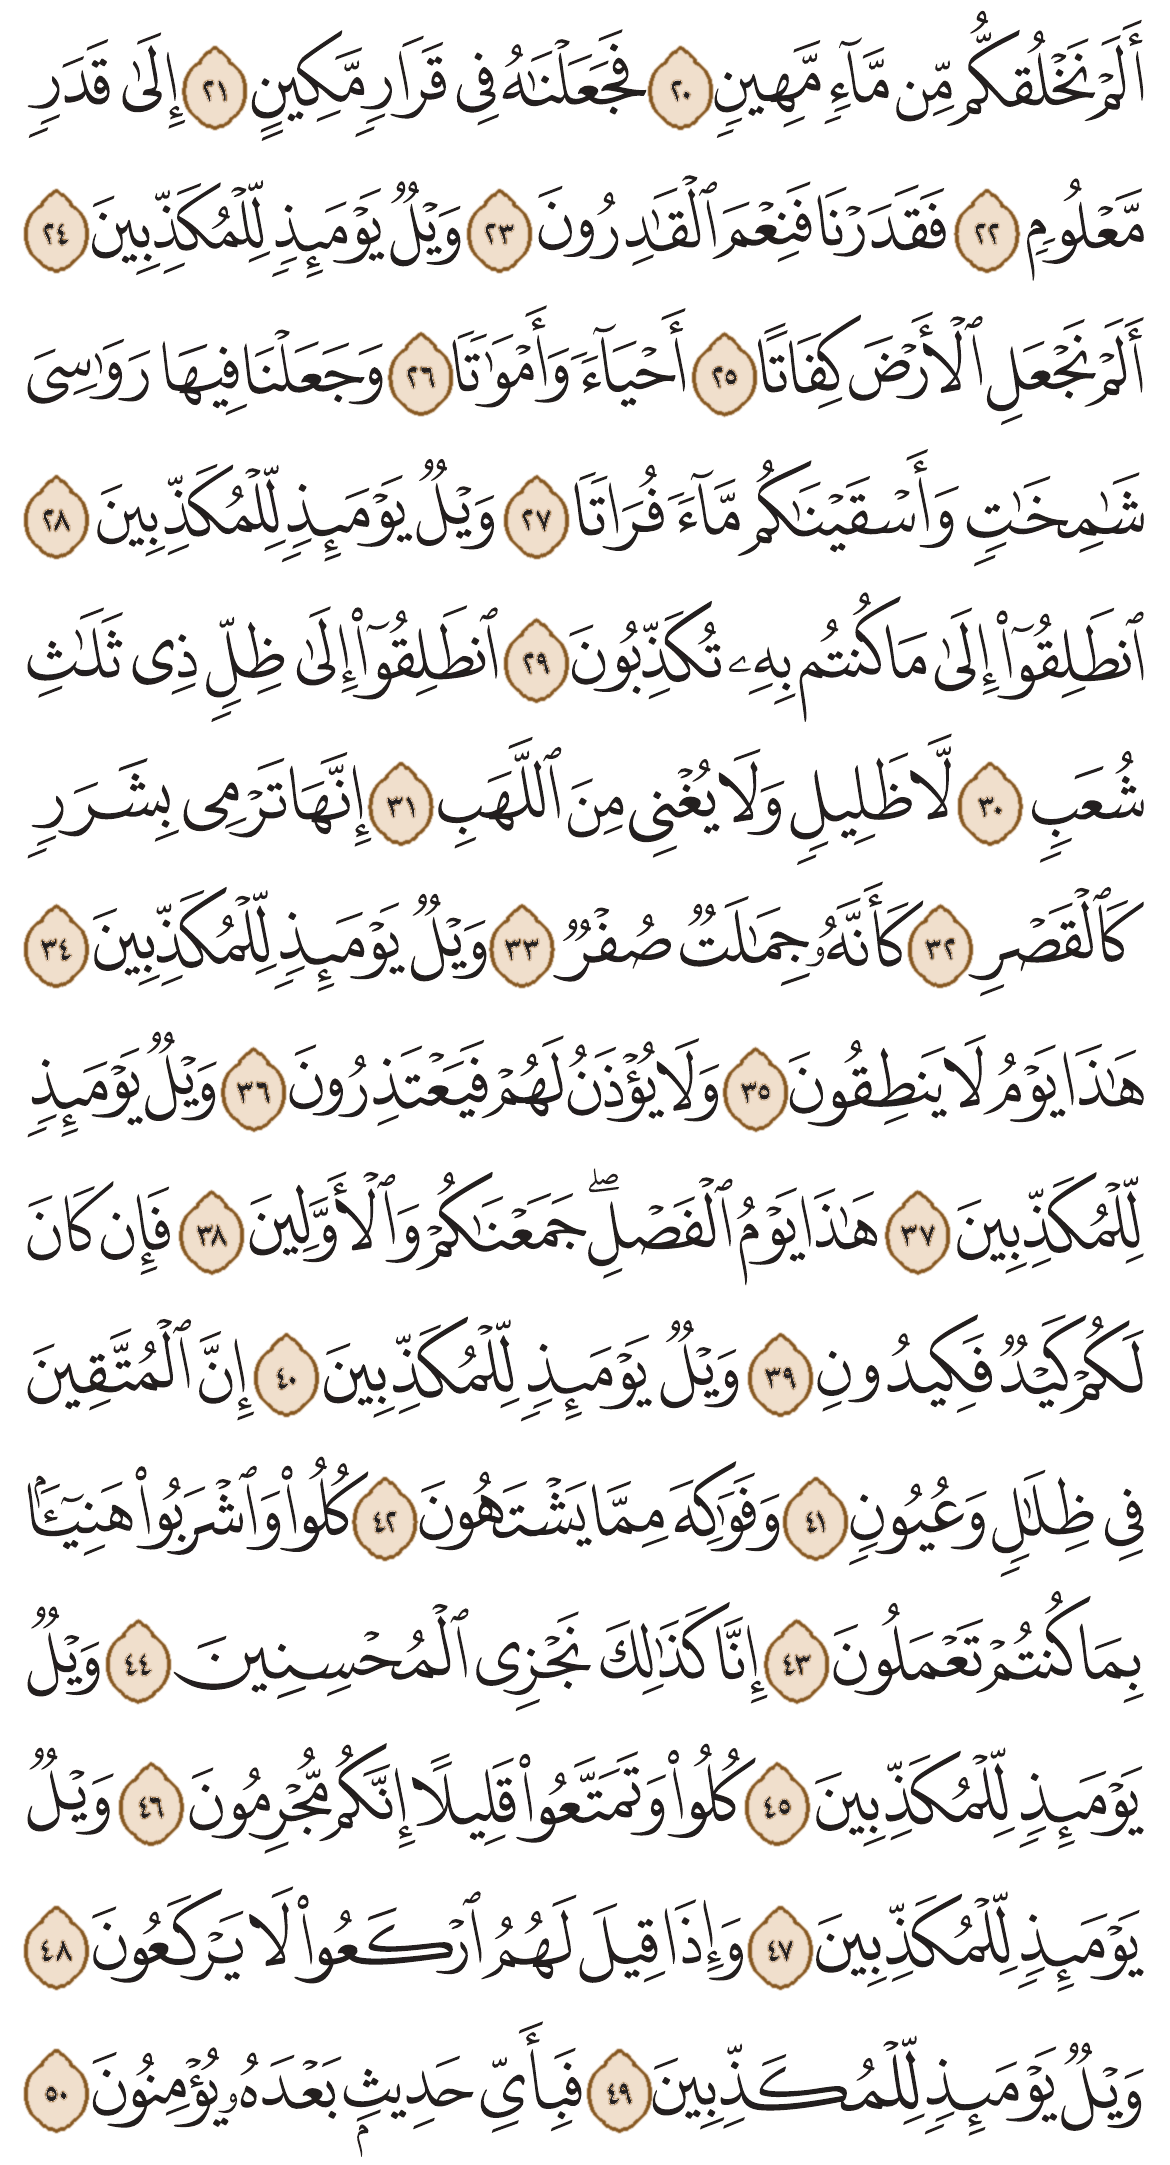 أَلَمۡ نَخۡلُقكُّم مِّن مَّآءٖ مَّهِينٖ ٢٠ فَجَعَلۡنَٰهُ فِي قَرَارٖ مَّكِينٍ ٢١ إِلَىٰ قَدَرٖ
مَّعۡلُومٖ ٢٢ فَقَدَرۡنَا فَنِعۡمَ ٱلۡقَٰدِرُونَ ٢٣ وَيۡلٞ يَوۡمَئِذٖ لِّلۡمُكَذِّبِينَ ٢٤
أَلَمۡ نَجۡعَلِ ٱلۡأَرۡضَ كِفَاتًا ٢٥ أَحۡيَآءٗ وَأَمۡوَٰتٗا ٢٦ وَجَعَلۡنَا فِيهَا رَوَٰسِيَ
شَٰمِخَٰتٖ وَأَسۡقَيۡنَٰكُم مَّآءٗ فُرَاتٗا ٢٧ وَيۡلٞ يَوۡمَئِذٖ لِّلۡمُكَذِّبِينَ ٢٨
ٱنطَلِقُوٓاْ إِلَىٰ مَا كُنتُم بِهِۦ تُكَذِّبُونَ ٢٩ ٱنطَلِقُوٓاْ إِلَىٰ ظِلّٖ ذِي ثَلَٰثِ
شُعَبٖ ٣٠ لَّا ظَلِيلٖ وَلَا يُغۡنِي مِنَ ٱللَّهَبِ ٣١ إِنَّهَا تَرۡمِي بِشَرَرٖ
كَٱلۡقَصۡرِ ٣٢ كَأَنَّهُۥ جِمَٰلَتٞ صُفۡرٞ ٣٣ وَيۡلٞ يَوۡمَئِذٖ لِّلۡمُكَذِّبِينَ ٣٤
هَٰذَا يَوۡمُ لَا يَنطِقُونَ ٣٥ وَلَا يُؤۡذَنُ لَهُمۡ فَيَعۡتَذِرُونَ ٣٦ وَيۡلٞ يَوۡمَئِذٖ
لِّلۡمُكَذِّبِينَ ٣٧ هَٰذَا يَوۡمُ ٱلۡفَصۡلِۖ جَمَعۡنَٰكُمۡ وَٱلۡأَوَّلِينَ ٣٨ فَإِن كَانَ
لَكُمۡ كَيۡدٞ فَكِيدُونِ ٣٩ وَيۡلٞ يَوۡمَئِذٖ لِّلۡمُكَذِّبِينَ ٤٠ إِنَّ ٱلۡمُتَّقِينَ
فِي ظِلَٰلٖ وَعُيُونٖ ٤١ وَفَوَٰكِهَ مِمَّا يَشۡتَهُونَ ٤٢ كُلُواْ وَٱشۡرَبُواْ هَنِيٓـَٔۢا
بِمَا كُنتُمۡ تَعۡمَلُونَ ٤٣ إِنَّا كَذَٰلِكَ نَجۡزِي ٱلۡمُحۡسِنِينَ ٤٤ وَيۡلٞ
يَوۡمَئِذٖ لِّلۡمُكَذِّبِينَ ٤٥ كُلُواْ وَتَمَتَّعُواْ قَلِيلًا إِنَّكُم مُّجۡرِمُونَ ٤٦ وَيۡلٞ
يَوۡمَئِذٖ لِّلۡمُكَذِّبِينَ ٤٧ وَإِذَا قِيلَ لَهُمُ ٱرۡكَعُواْ لَا يَرۡكَعُونَ ٤٨
وَيۡلٞ يَوۡمَئِذٖ لِّلۡمُكَذِّبِينَ ٤٩ فَبِأَيِّ حَدِيثِۭ بَعۡدَهُۥ يُؤۡمِنُونَ ٥٠